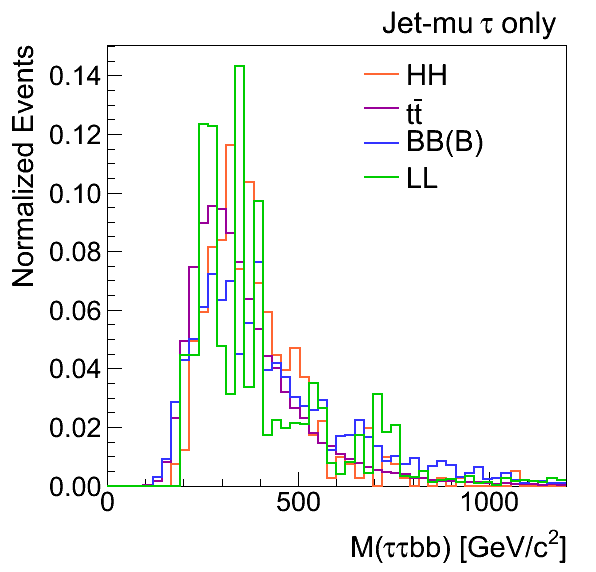 Jet-mu τ only
Normalized Events
0.14
0.12
0.10
0.08
0.06
0.04
0.02
0.00
HH
tt̄
BB(B)
LL
0
500
1000
M(ττbb) [GeV/c²]